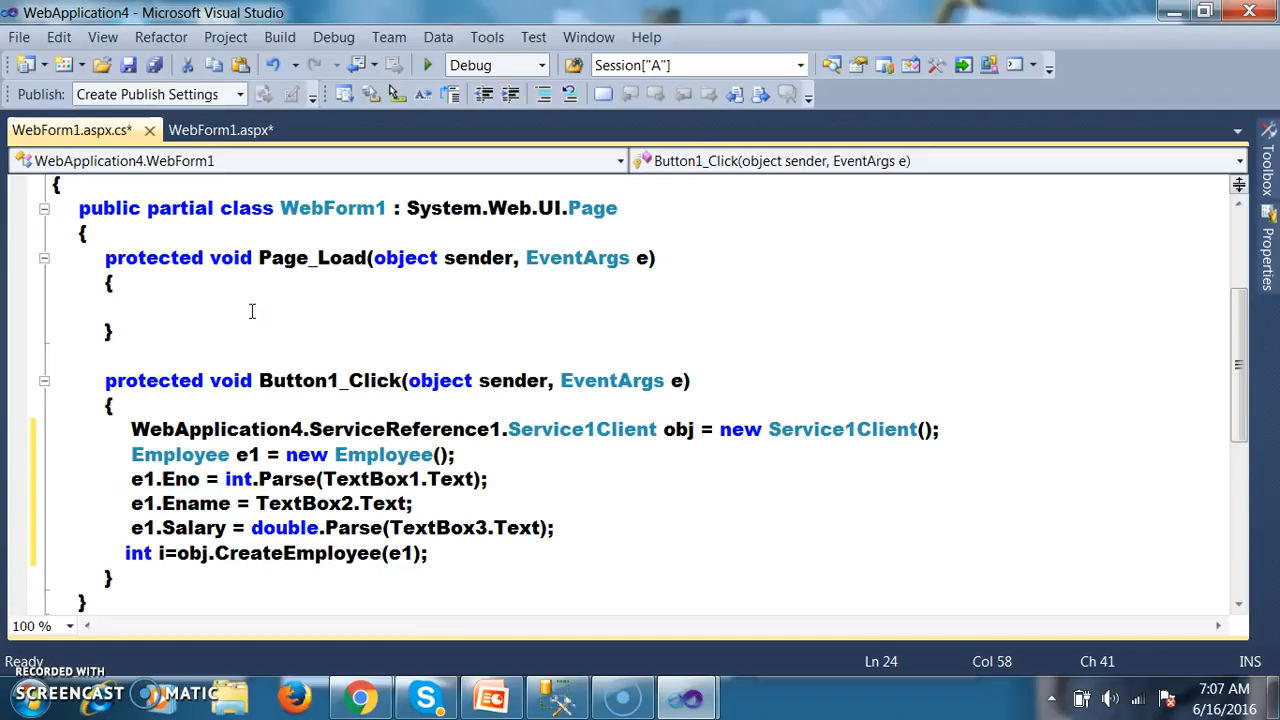 WebApplication4 - Microsoft Visual Studio
File Edit View Refactor Project Build Debug Team Data Tools Test Window Help
Debug Session["A"]
Publish: Create Publish Settings
WebForm1.aspx.cs* WebForm1.aspx*
WebApplication4.WebForm1 Button1_Click(object sender, EventArgs e)
{
public partial class WebForm1 : System.Web.UI.Page
{
protected void Page_Load(object sender, EventArgs e)
{
}
protected void Button1_Click(object sender, EventArgs e)
{
WebApplication4.ServiceReference1.Service1Client obj = new Service1Client();
Employee e1 = new Employee();
e1.Eno = int.Parse(TextBox1.Text);
e1.Ename = TextBox2.Text;
e1.Salary = double.Parse(TextBox3.Text);
int i=obj.CreateEmployee(e1);
}
}
100 %
Toolbox
Properties
Ready Ln 24 Col 58 Ch 41 INS
RECORDED WITH
SCREENCAST MATIC
7:07 AM
6/16/2016